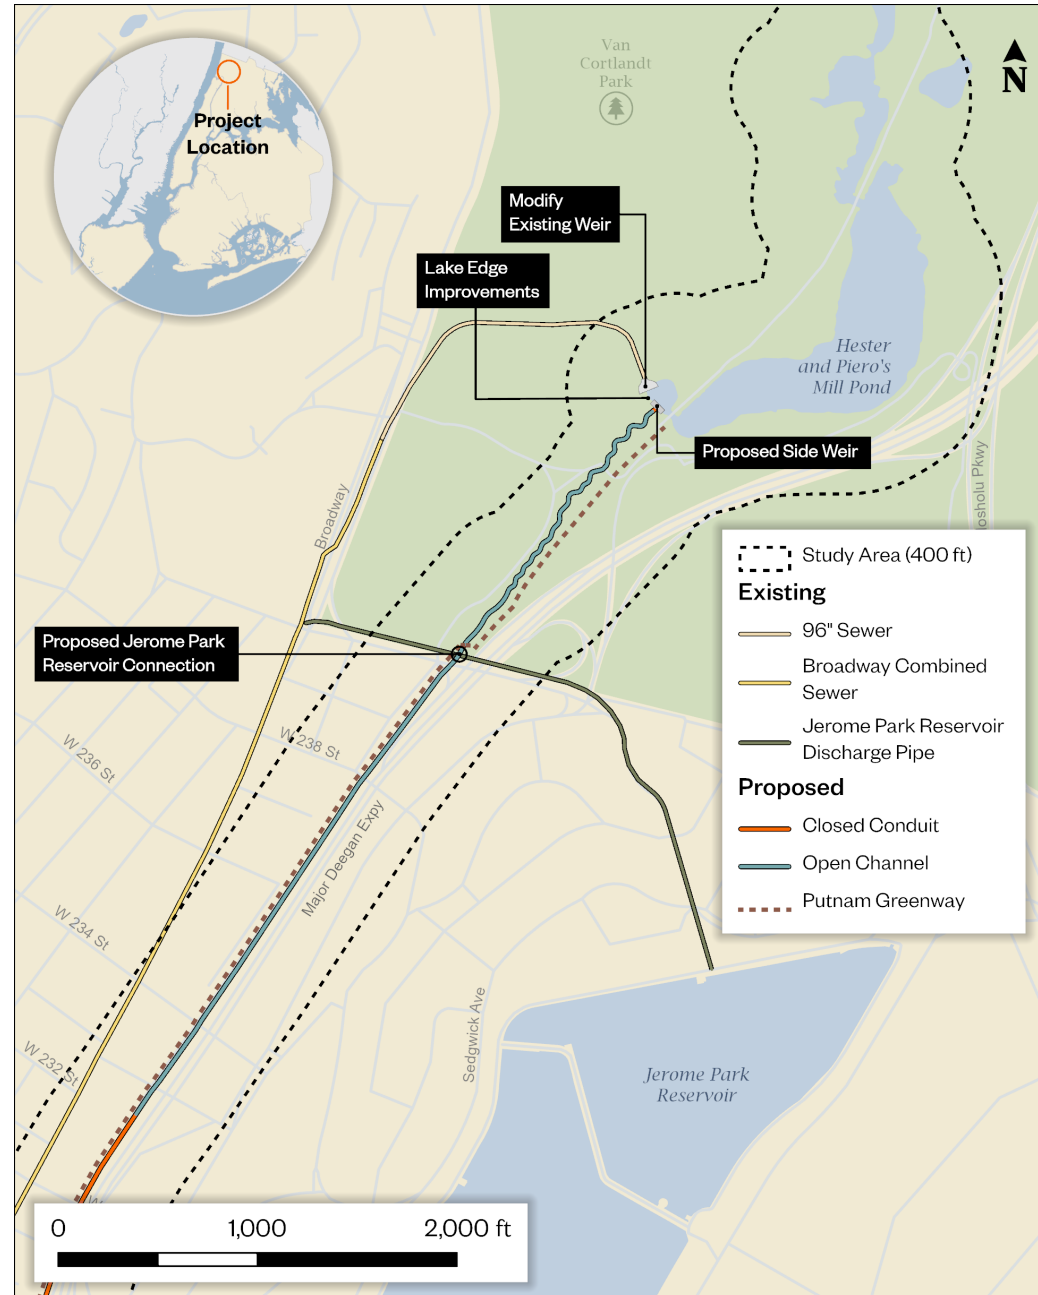 Van
Cortlandt
Park
N
Project
Location
Modify
Existing Weir
Lake Edge
Improvements
Hester
and Piero's
Mill Pond
Proposed Side Weir
Broadway
Proposed Jerome Park
Reservoir Connection
W 238 St
W 236 St
Major Deegan Expy
W 234 St
W 232 St
Sedgwick Ave
Jerome Park
Reservoir
Study Area (400 ft)
Existing
96" Sewer
Broadway Combined
Sewer
Jerome Park Reservoir
Discharge Pipe
Proposed
Closed Conduit
Open Channel
Putnam Greenway
Pkwy
0 1,000 2,000 ft